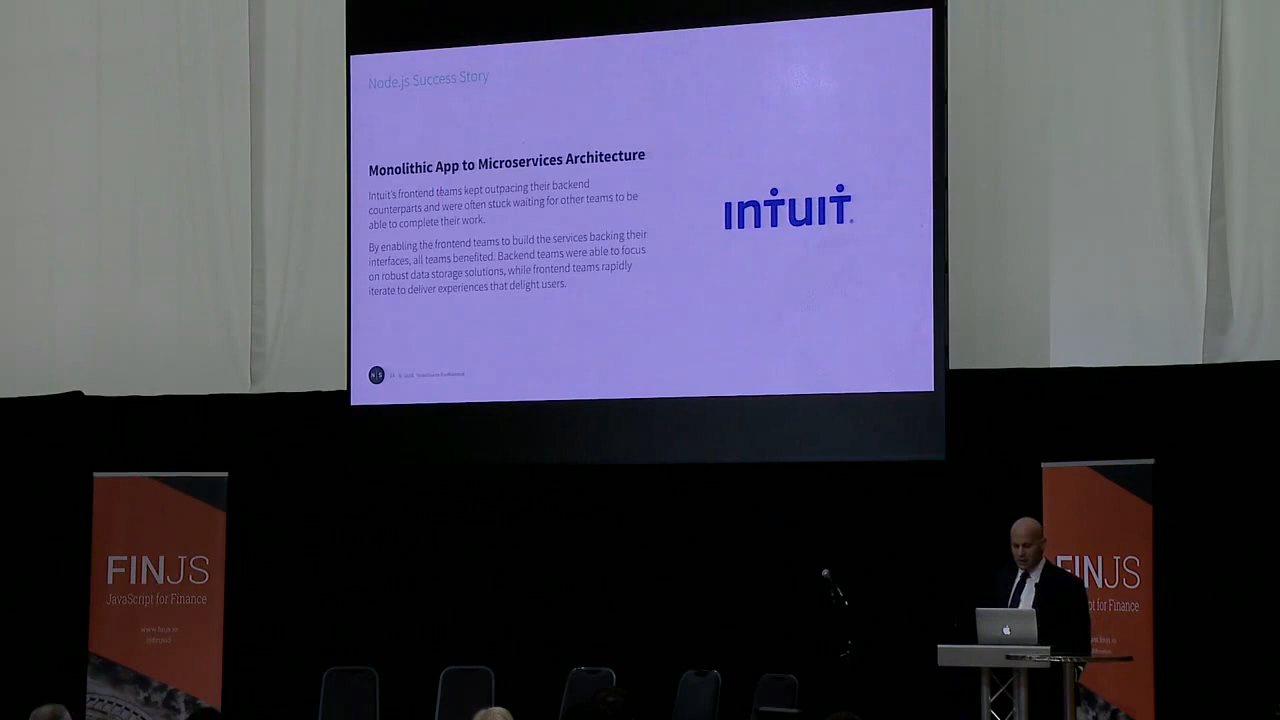 Node.js Success Story
Monolithic App to Microservices Architecture
Intuit's frontend teams kept outpacing their backend
counterparts and were often stuck waiting for other teams to be
able to complete their work.
By enabling the frontend teams to build the services backing their
interfaces, all teams benefited. Backend teams were able to focus
on robust data storage solutions, while frontend teams rapidly
iterate to deliver experiences that delight users.
INTUIT
N|S
FINJS
JavaScript for Finance
www.finjs.io
FINJS
pt for Finance